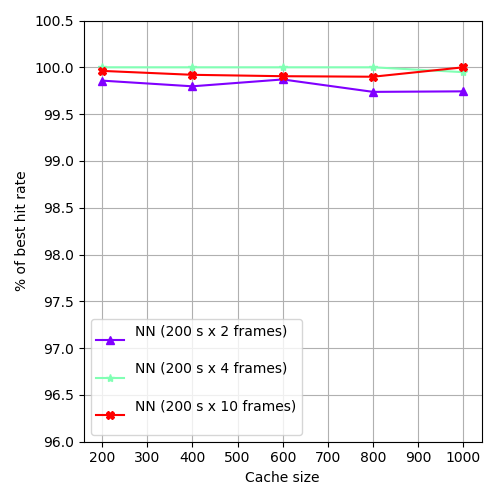 100.5
100.0
99.5
99.0
98.5
98.0
97.5
97.0
96.5
96.0
% of best hit rate
NN (200 s x 2 frames)
NN (200 s x 4 frames)
NN (200 s x 10 frames)
200 300 400 500 600 700 800 900 1000
Cache size